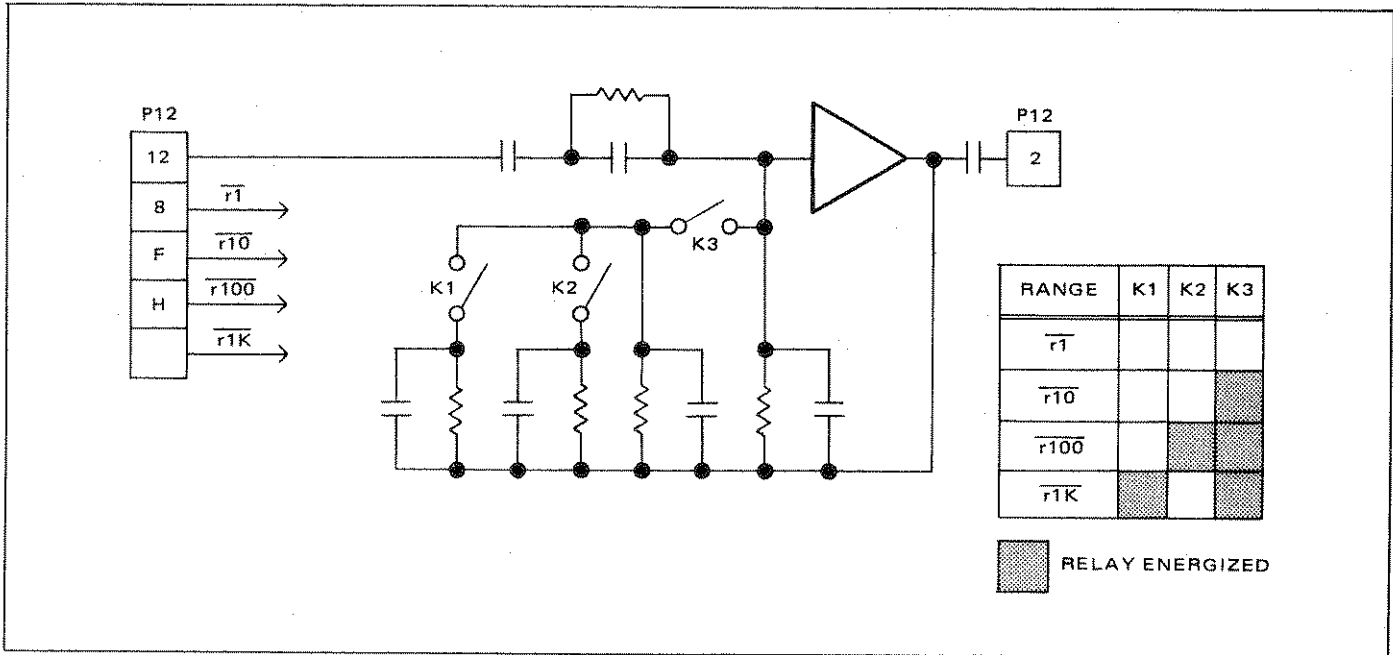 P12
12
8
r1
F
r10
H
r100
r1K
K1
K2
K3
P12
2
RANGE K1 K2 K3
r1
r10
r100
r1K
RELAY ENERGIZED